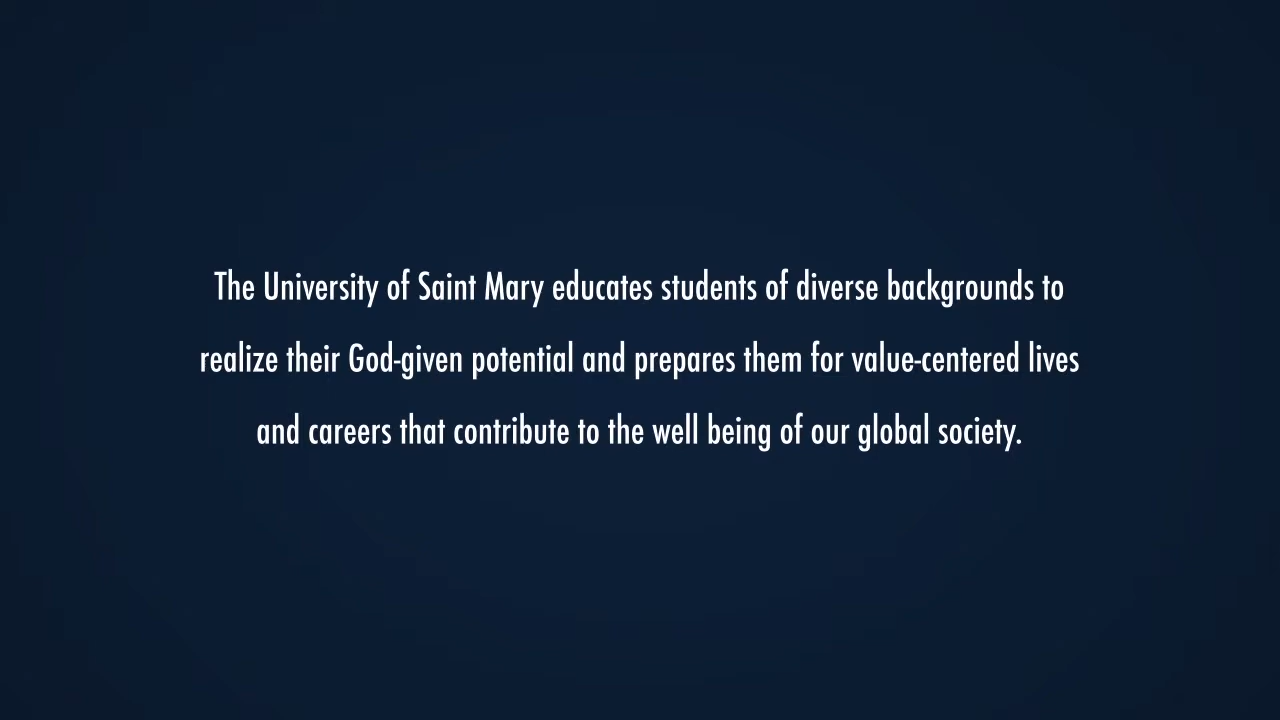 The University of Saint Mary educates students of diverse backgrounds to
realize their God-given potential and prepares them for value-centered lives
and careers that contribute to the well being of our global society.